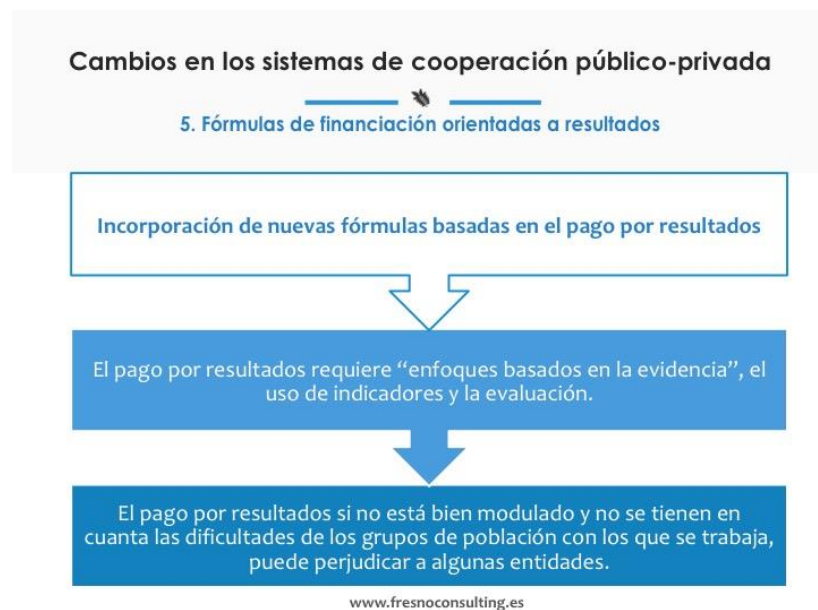 Cambios en los sistemas de cooperación público-privada
5. Fórmulas de financiación orientadas a resultados
Incorporación de nuevas fórmulas basadas en el pago por resultados
El pago por resultados requiere “enfoques basados en la evidencia”, el
uso de indicadores y la evaluación.
El pago por resultados si no está bien modulado y no se tienen en
cuanta las dificultades de los grupos de población con los que se trabaja,
puede perjudicar a algunas entidades.
www.fresnoconsulting.es